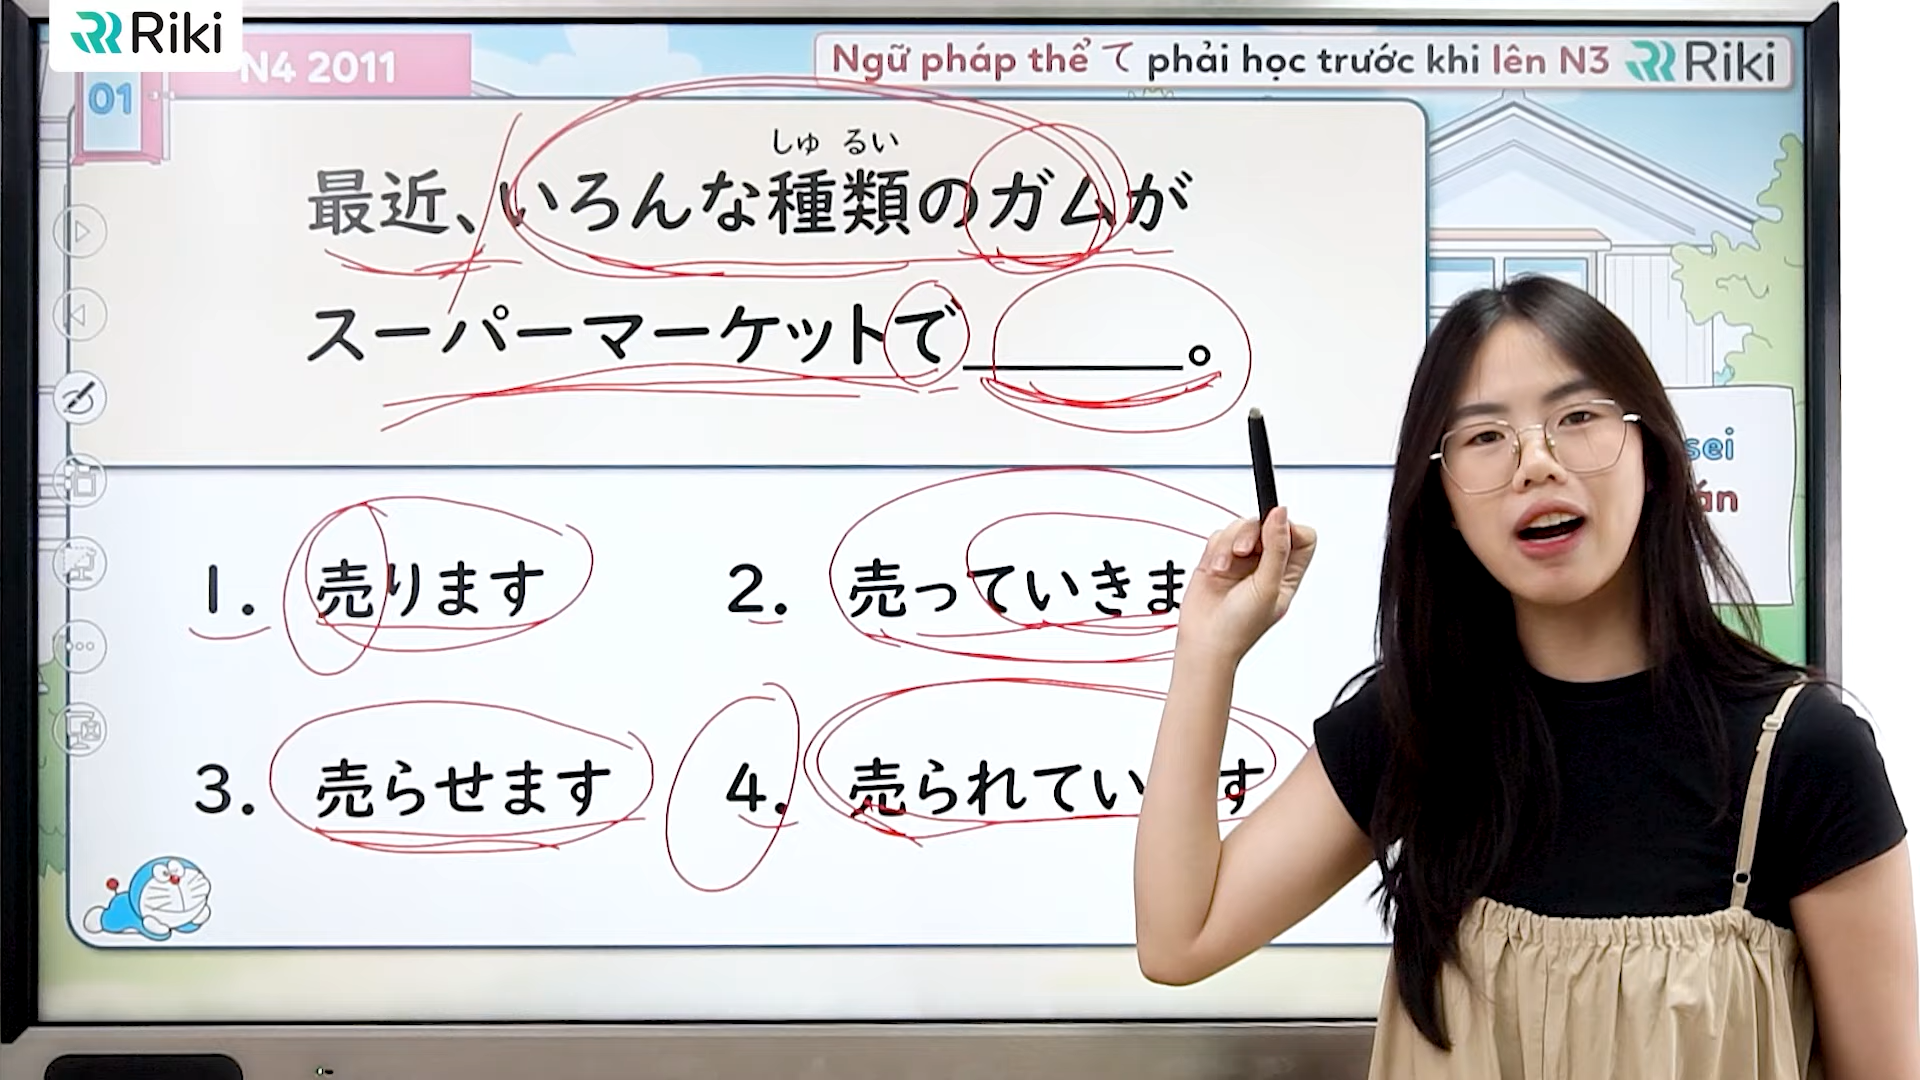 Riki
N4 2011
Ngữ pháp thể て phải học trước khi lên N3 Riki
01
しゅ るい
最近、いろんな種類のガムが
スーパーマーケットで______。
1. 売ります
2. 売っていきま
3. 売らせます
4. 売られてい す
sei
án